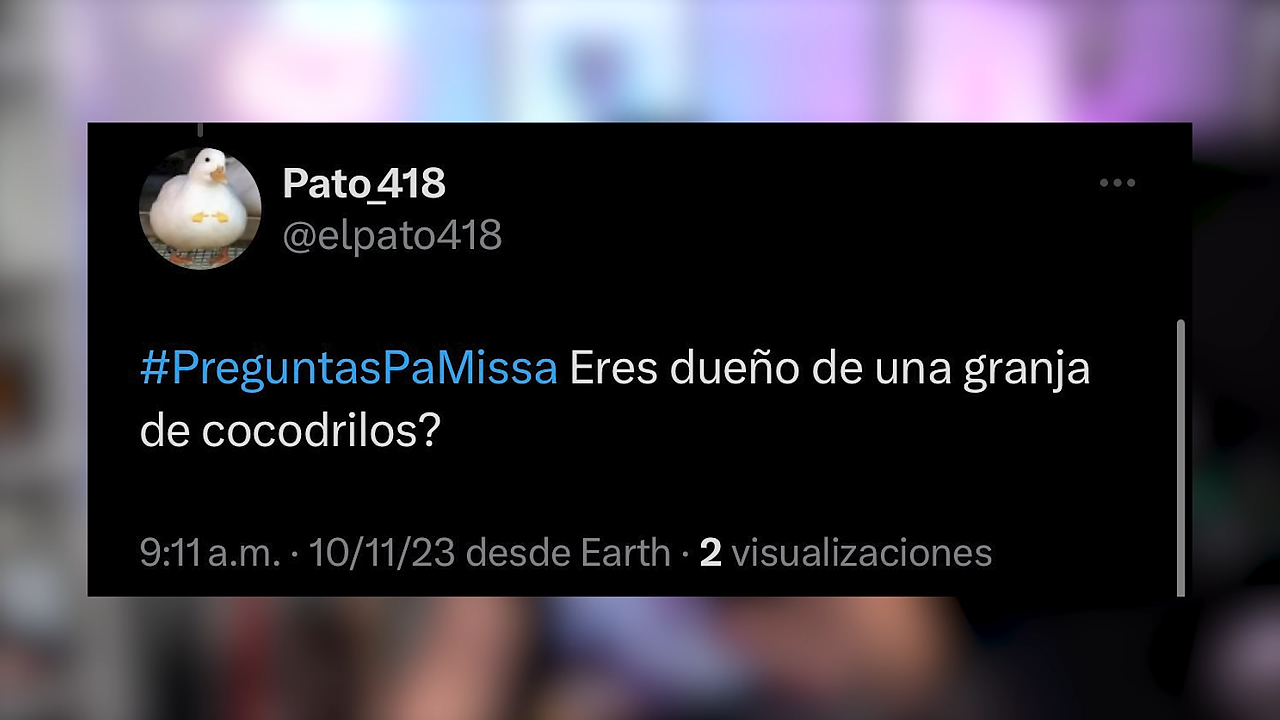 Pato_418
@elpato418
#PreguntasPaMissa Eres dueño de una granja
de cocodrilos?
9:11 a.m. · 10/11/23 desde Earth · 2 visualizaciones